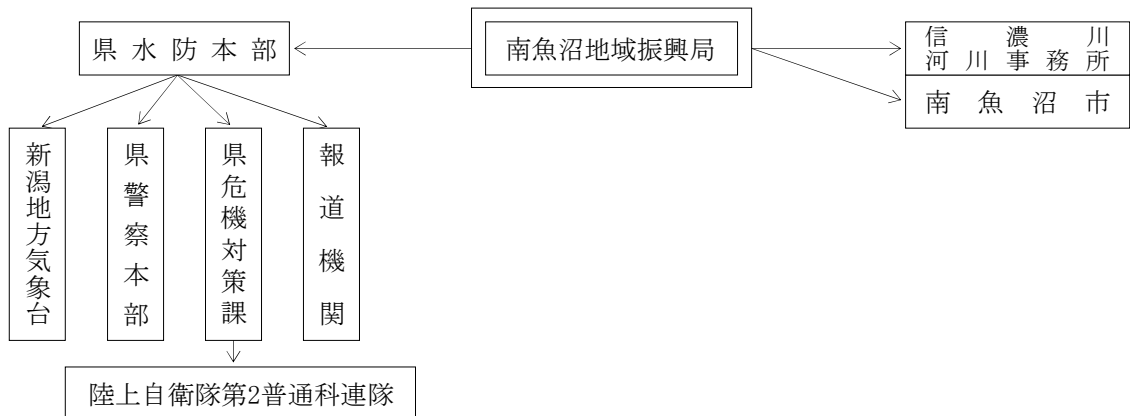 県水防本部
南魚沼地域振興局
信濃川
河川事務所
南魚沼市
新潟地方気象台
県警察本部
県危機対策課
報道機関
陸上自衛隊第2普通科連隊